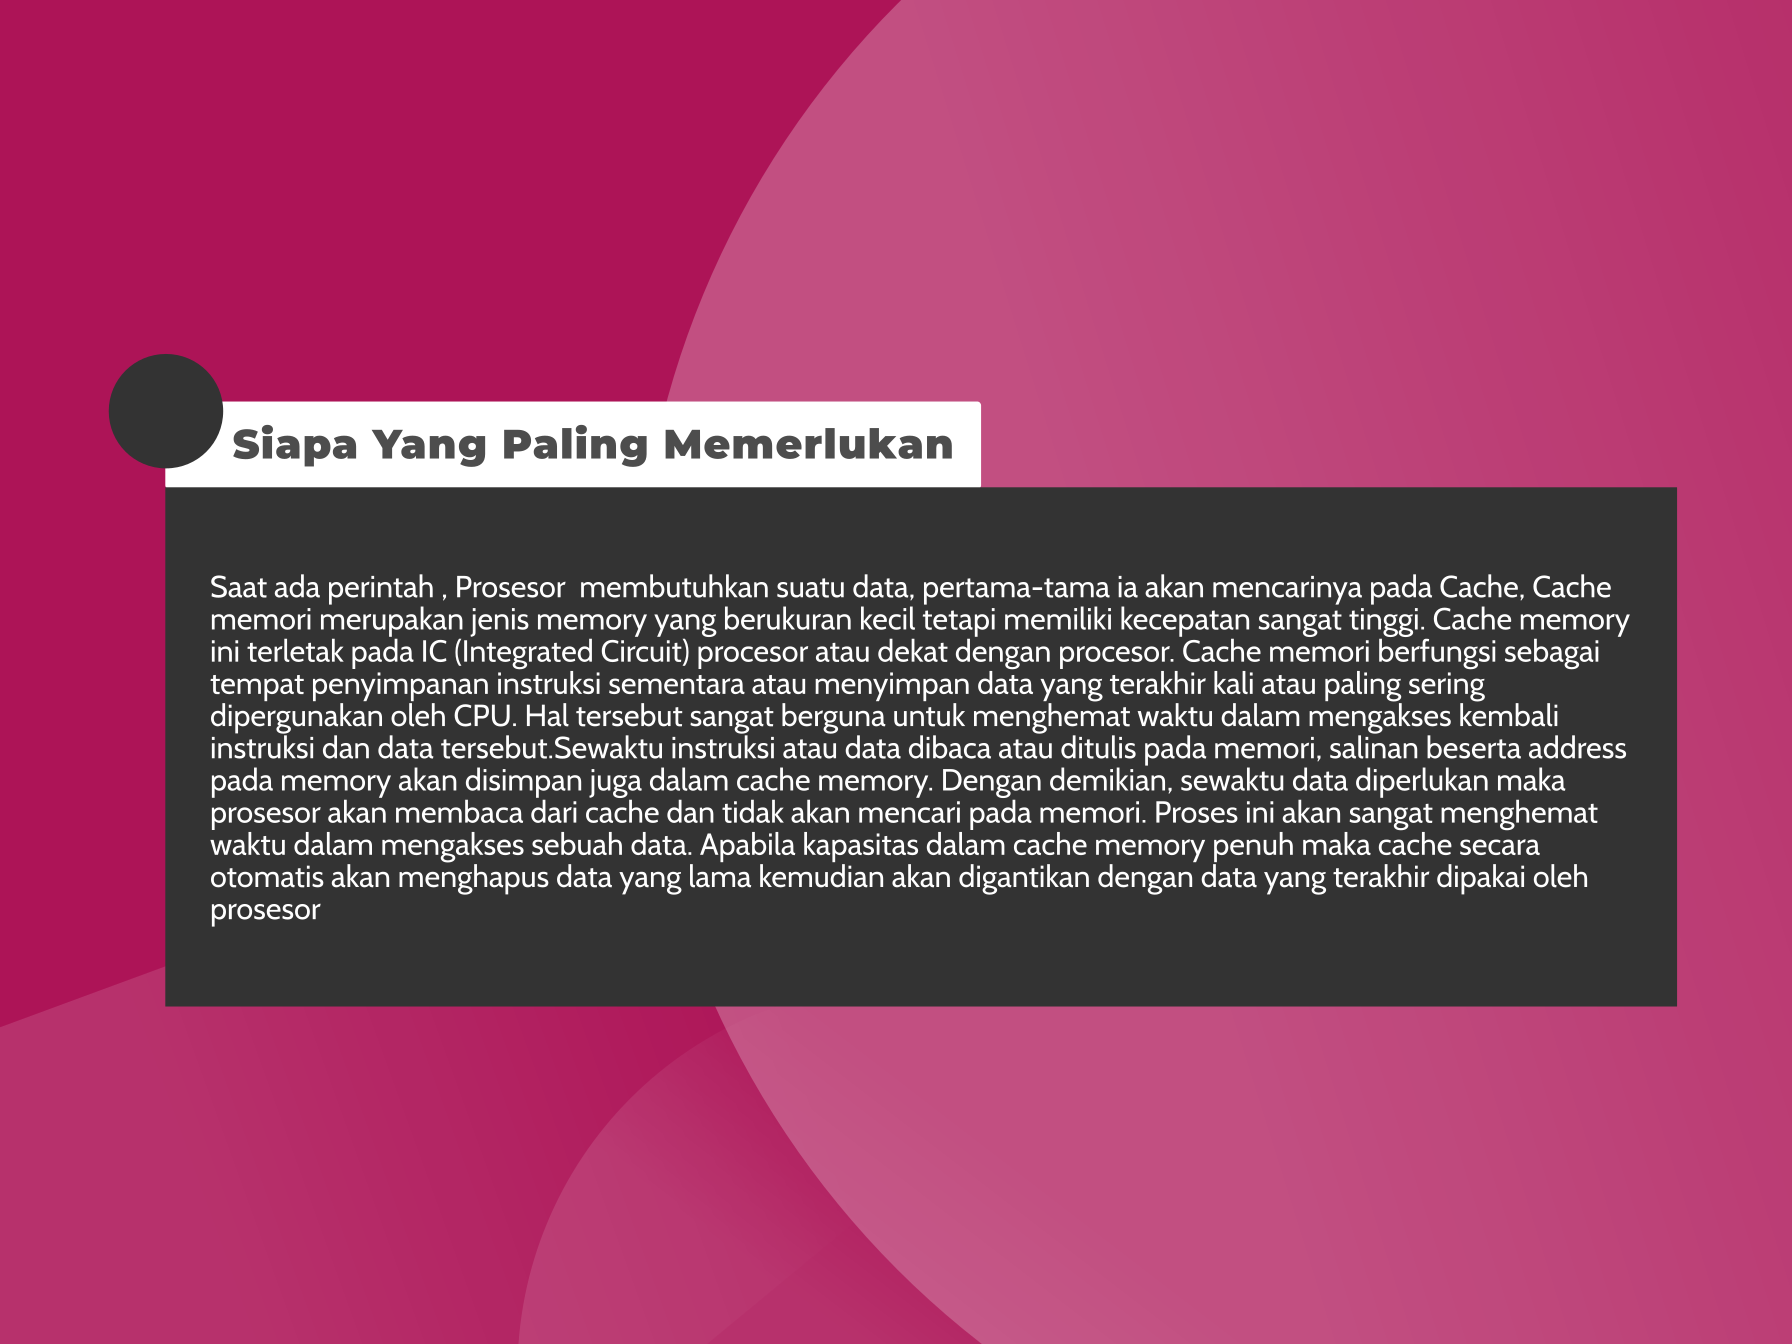 Siapa Yang Paling Memerlukan
Saat ada perintah , Prosesor  membutuhkan suatu data, pertama-tama ia akan mencarinya pada Cache, Cache
memori merupakan jenis memory yang berukuran kecil tetapi memiliki kecepatan sangat tinggi. Cache memory
ini terletak pada IC (Integrated Circuit) procesor atau dekat dengan procesor. Cache memori berfungsi sebagai
tempat penyimpanan instruksi sementara atau menyimpan data yang terakhir kali atau paling sering
dipergunakan oleh CPU. Hal tersebut sangat berguna untuk menghemat waktu dalam mengakses kembali
instruksi dan data tersebut.Sewaktu instruksi atau data dibaca atau ditulis pada memori, salinan beserta address
pada memory akan disimpan juga dalam cache memory. Dengan demikian, sewaktu data diperlukan maka
prosesor akan membaca dari cache dan tidak akan mencari pada memori. Proses ini akan sangat menghemat
waktu dalam mengakses sebuah data. Apabila kapasitas dalam cache memory penuh maka cache secara
otomatis akan menghapus data yang lama kemudian akan digantikan dengan data yang terakhir dipakai oleh
prosesor